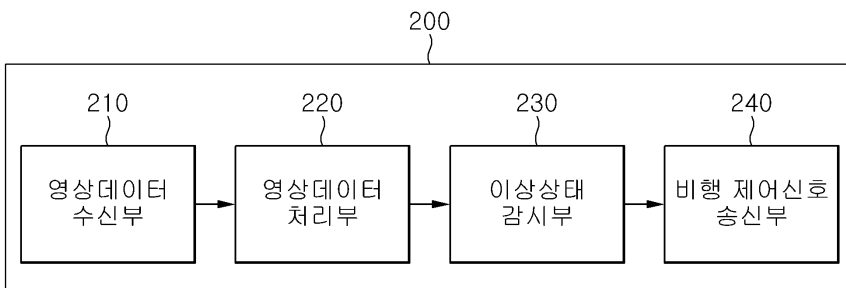 200
210 220 230 240
영상데이터
수신부
영상데이터
처리부
이상상태
감시부
비행 제어신호
송신부